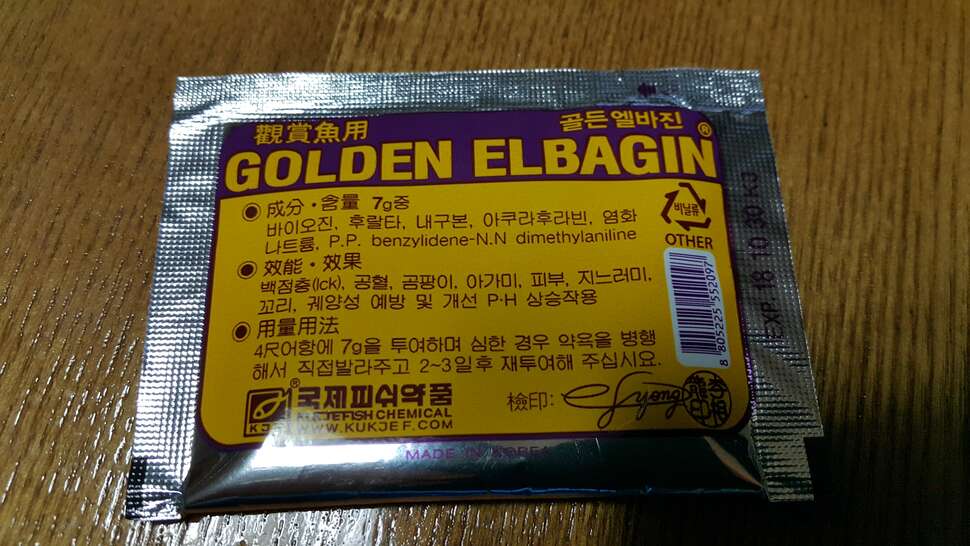 觀賞魚用
골든엘바진
GOLDEN ELBAGIN®
成分·含量 7g중
바이오진, 후랄타, 내구본, 아쿠라후라빈, 염화
나트륨, P.P. benzylidene-N.N dimethylaniline
效能·效果
백점충(Ick), 공혈, 곰팡이, 아가미, 피부, 지느러미,
꼬리, 궤양성 예방 및 개선 P·H 상승작용
用量用法
4尺어항에 7g을 투여하며 심한 경우 약욕을 병행
해서 직접발라주고 2~3일후 재투여해 주십시요.
비닐류
OTHER
8 805225 552097
EXP. 18 10 30 KJ
국제피쉬약품
KUKJEFISH CHEMICAL
WWW.KUKJEF.COM
檢印:
MADE IN KOREA